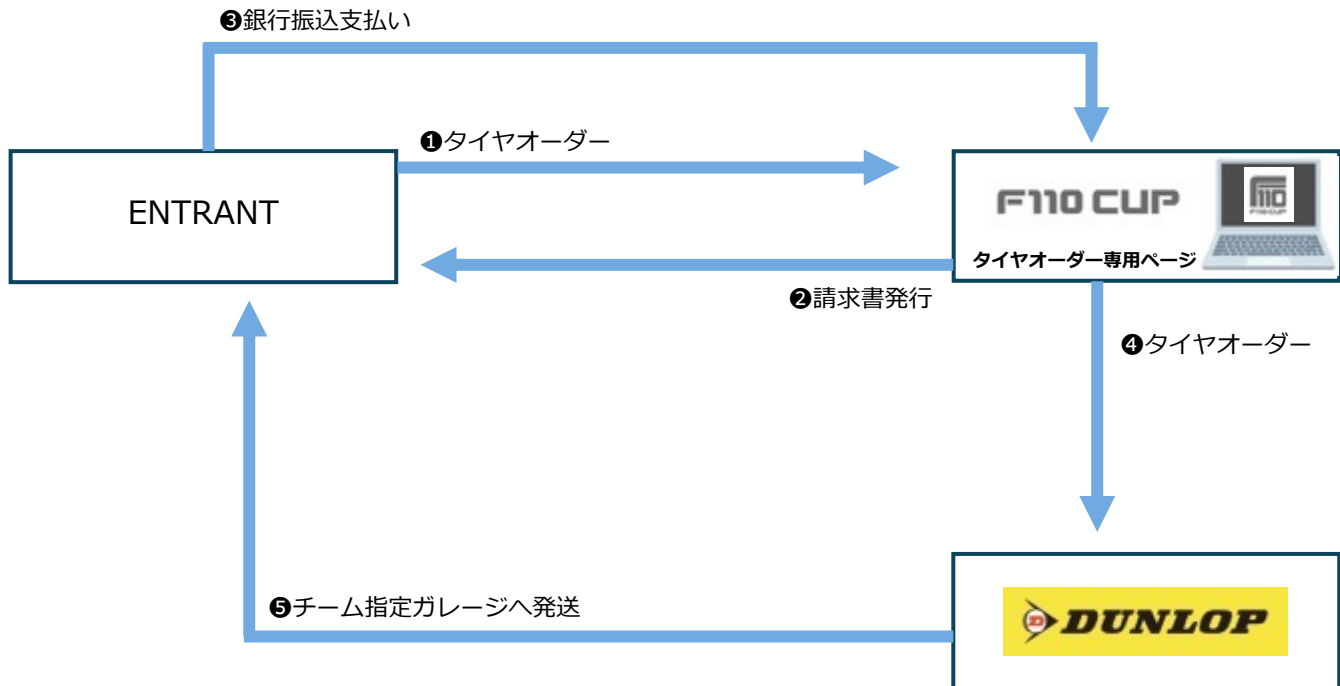 ❸銀行振込支払い
❶タイヤオーダー
ENTRANT
F110 CUP
F110 CUP
タイヤオーダー専用ページ
❷請求書発行
❹タイヤオーダー
❺チーム指定ガレージへ発送
D DUNLOP